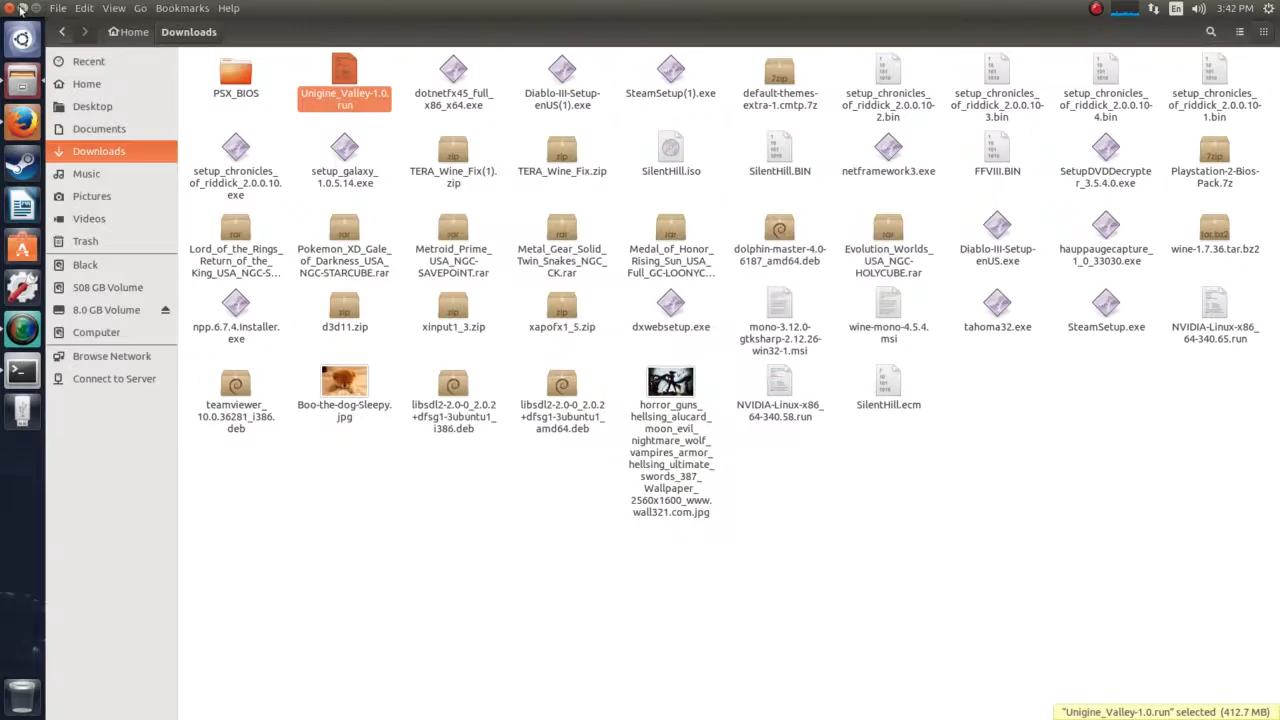 File Edit View Go Bookmarks Help
En 3:42 PM
Home Downloads
Recent
Home
Desktop
Documents
Downloads
Music
Pictures
Videos
Trash
Black
508 GB Volume
8.0 GB Volume
Computer
Browse Network
Connect to Server
PSX_BIOS
Unigine_Valley-1.0.
run
dotnetfx45_full_
x86_x64.exe
Diablo-III-Setup-
enUS(1).exe
SteamSetup(1).exe
default-themes-
extra-1.cmtp.7z
setup_chronicles_
of_riddick_2.0.0.10-
2.bin
setup_chronicles_
of_riddick_2.0.0.10-
3.bin
setup_chronicles_
of_riddick_2.0.0.10-
4.bin
setup_chronicles_
of_riddick_2.0.0.10-
1.bin
setup_chronicles_
of_riddick_2.0.0.10.
exe
setup_galaxy_
1.0.5.14.exe
TERA_Wine_Fix(1).
zip
TERA_Wine_Fix.zip
SilentHill.iso
SilentHill.BIN
netframework3.exe
FFVIII.BIN
SetupDVDDecrypte
r_3.5.4.0.exe
Playstation-2-Bios-
Pack.7z
Lord_of_the_Rings_
Return_of_the_
King_USA_NGC-S...
Pokemon_XD_Gale_
of_Darkness_USA_
NGC-STARCUBE.rar
Metroid_Prime_
USA_NGC-
SAVEPOINT.rar
Metal_Gear_Solid_
Twin_Snakes_NGC_
CK.rar
Medal_of_Honor_
Rising_Sun_USA_
Full_GC-LOONYC...
dolphin-master-4.0-
6187_amd64.deb
Evolution_Worlds_
USA_NGC-
HOLYCUBE.rar
Diablo-III-Setup-
enUS.exe
hauppaugecapture_
1_0_33030.exe
wine-1.7.36.tar.bz2
npp.6.7.4.Installer.
exe
d3d11.zip
xinput1_3.zip
xapofx1_5.zip
dxwebsetup.exe
mono-3.12.0-
gtksharp-2.12.26-
win32-1.msi
wine-mono-4.5.4.
msi
tahoma32.exe
SteamSetup.exe
NVIDIA-Linux-x86_
64-340.65.run
teamviewer_
10.0.36281_i386.
deb
Boo-the-dog-Sleepy.
jpg
libsdl2-2.0-0_2.0.2
+dfsg1-3ubuntu1_
i386.deb
libsdl2-2.0-0_2.0.2
+dfsg1-3ubuntu1_
amd64.deb
horror_guns_
hellsing_alucard_
moon_evil_
nightmare_wolf_
vampires_armor_
hellsing_ultimate_
swords_387_
Wallpaper_
2560x1600_www.
wall321.com.jpg
NVIDIA-Linux-x86_
64-340.58.run
SilentHill.ecm
"Unigine_Valley-1.0.run" selected (412.7 MB)